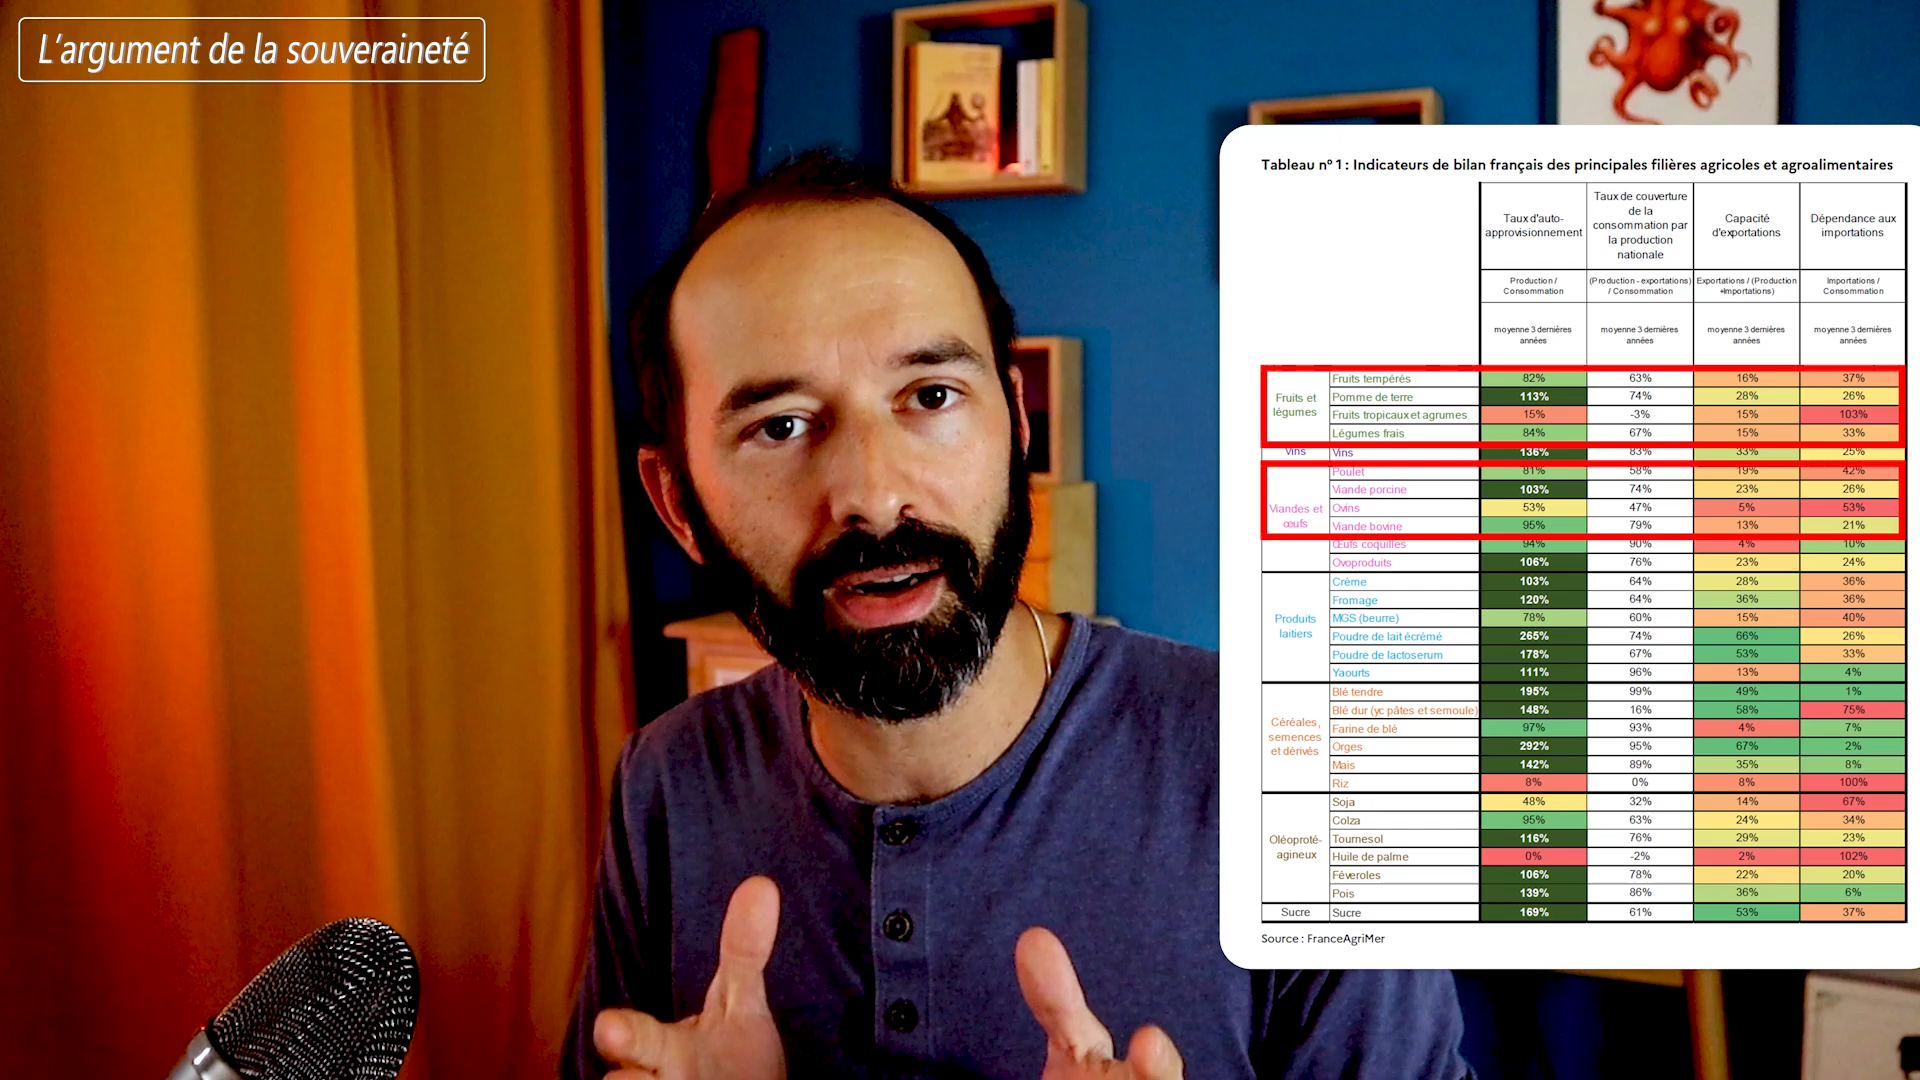 L'argument de la souveraineté
Tableau nº 1 : Indicateurs de bilan français des principales filières agricoles et agroalimentaires
Taux d'auto-approvisionnement
Taux de couverture de la consommation par la production nationale
Capacité d'exportations
Dépendance aux importations
Production / Consommation
(Production - exportations) / Consommation
Exportations / (Production +Importations)
Importations / Consommation
moyenne 3 dernières années
moyenne 3 dernières années
moyenne 3 dernières années
moyenne 3 dernières années
Fruits et légumes
Fruits tempérés 82% 63% 16% 37%
Pomme de terre 113% 74% 28% 26%
Fruits tropicaux et agrumes 15% -3% 15% 103%
Légumes frais 84% 67% 15% 33%
Vins Vins 136% 83% 33% 25%
Viandes et œufs
Poulet 81% 58% 19% 42%
Viande porcine 103% 74% 23% 26%
Ovins 53% 47% 5% 53%
Viande bovine 95% 79% 13% 21%
Œufs coquilles 94% 90% 4% 10%
Ovoproduits 106% 76% 23% 24%
Produits laitiers
Crème 103% 64% 28% 36%
Fromage 120% 64% 36% 36%
MGS (beurre) 78% 60% 15% 40%
Poudre de lait écrémé 265% 74% 66% 26%
Poudre de lactoserum 178% 67% 53% 33%
Yaourts 111% 96% 13% 4%
Céréales, semences et dérivés
Blé tendre 195% 99% 49% 1%
Blé dur (yc pâtes et semoule) 148% 16% 58% 75%
Farine de blé 97% 93% 4% 7%
Orges 292% 95% 67% 2%
Mais 142% 89% 35% 8%
Riz 8% 0% 8% 100%
Oléoproté-agineux
Soja 48% 32% 14% 67%
Colza 95% 63% 24% 34%
Tournesol 116% 76% 29% 23%
Huile de palme 0% -2% 2% 102%
Féveroles 106% 78% 22% 20%
Pois 139% 86% 36% 6%
Sucre Sucre 169% 61% 53% 37%
Source : FranceAgriMer